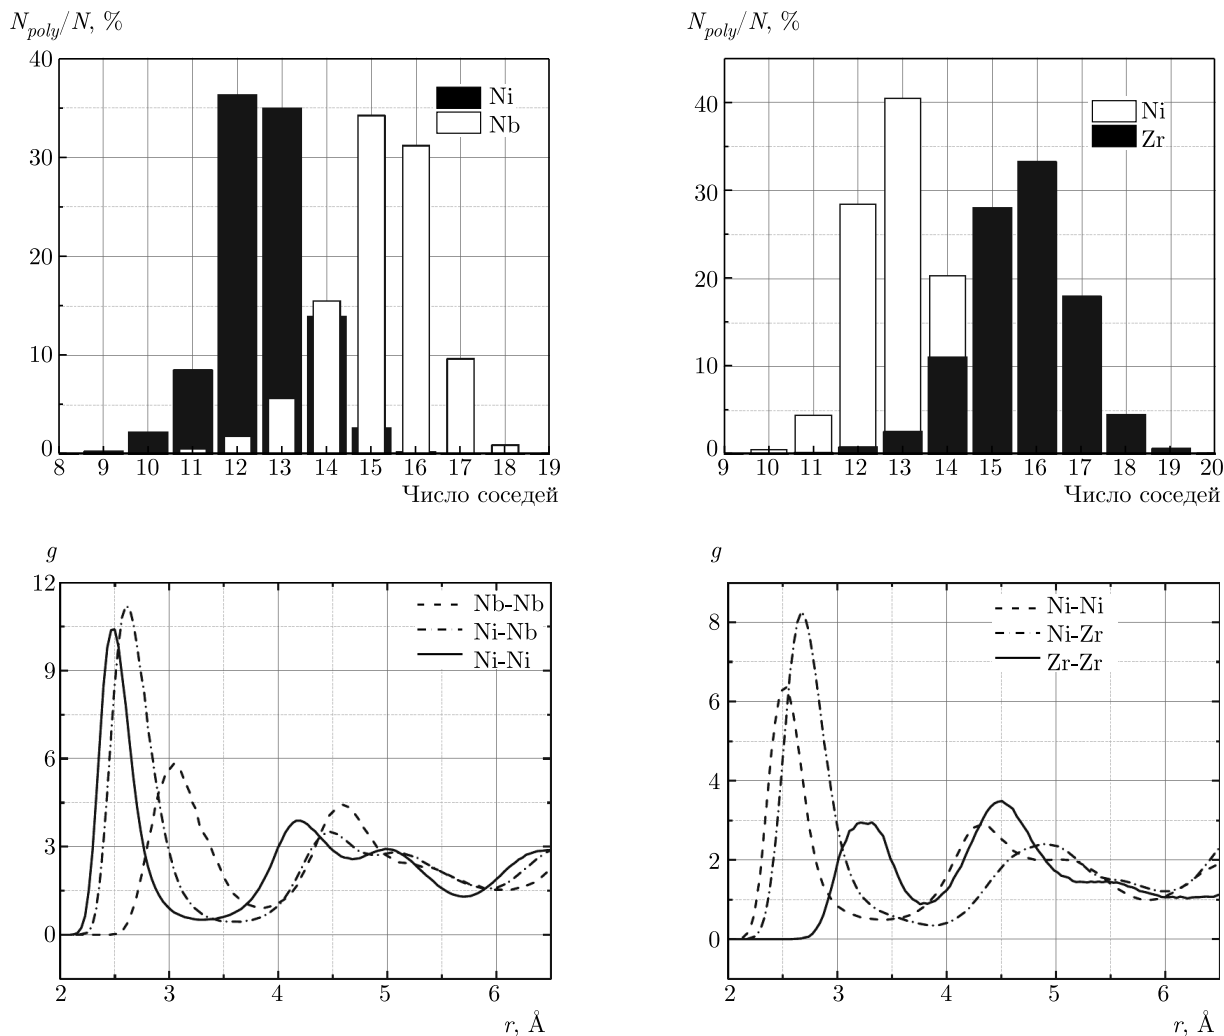 N_poly/N, %
40
30
20
10
0
8 9 10 11 12 13 14 15 16 17 18 19
Число соседей
Ni
Nb
N_poly/N, %
40
30
20
10
0
9 10 11 12 13 14 15 16 17 18 19 20
Число соседей
Ni
Zr
g
12
9
6
3
0
2 3 4 5 6
r, Å
Nb-Nb
Ni-Nb
Ni-Ni
g
8
6
4
2
0
2 3 4 5 6
r, Å
Ni-Ni
Ni-Zr
Zr-Zr